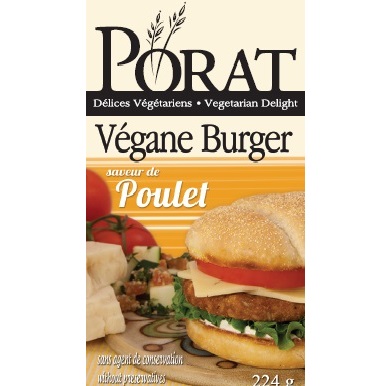 PORAT
Délices Végétariens • Vegetarian Delight
Végane Burger
saveur de
Poulet
sans agent de conservation
without preservatives
224 g